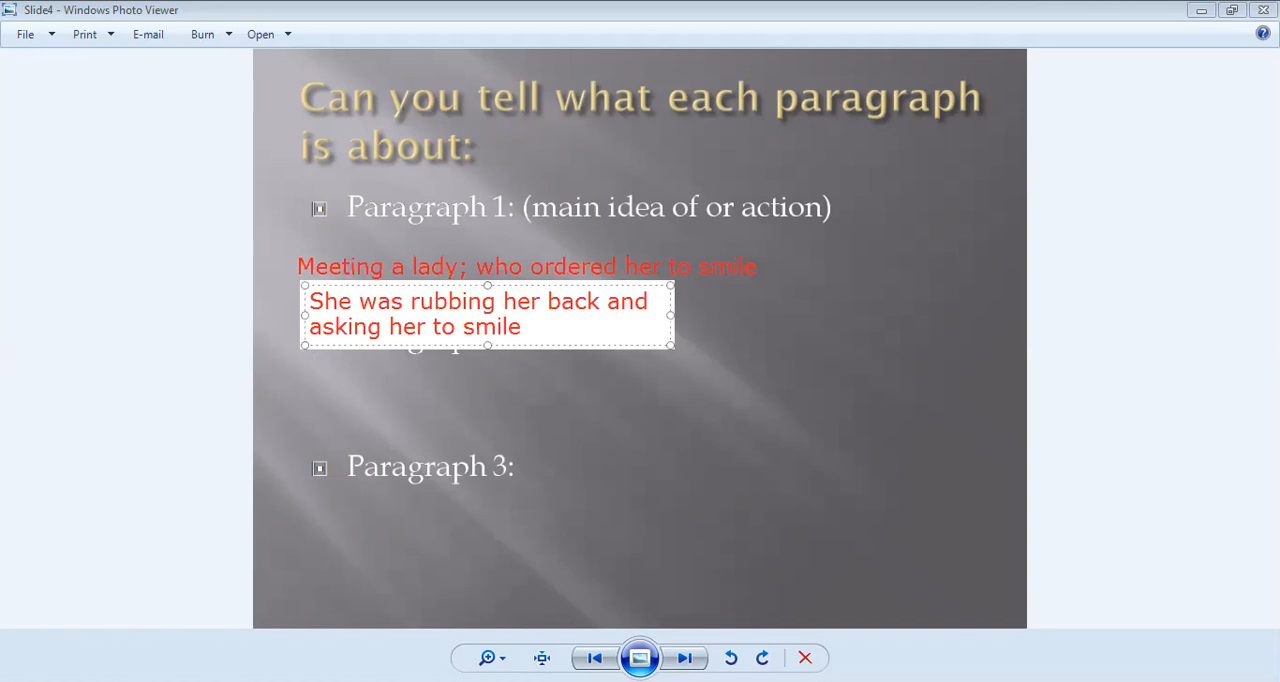 Slide4 - Windows Photo Viewer
File Print E-mail Burn Open
Can you tell what each paragraph
is about:
Paragraph 1: (main idea of or action)
Meeting a lady; who ordered her to smile
She was rubbing her back and
asking her to smile
Paragraph 3: